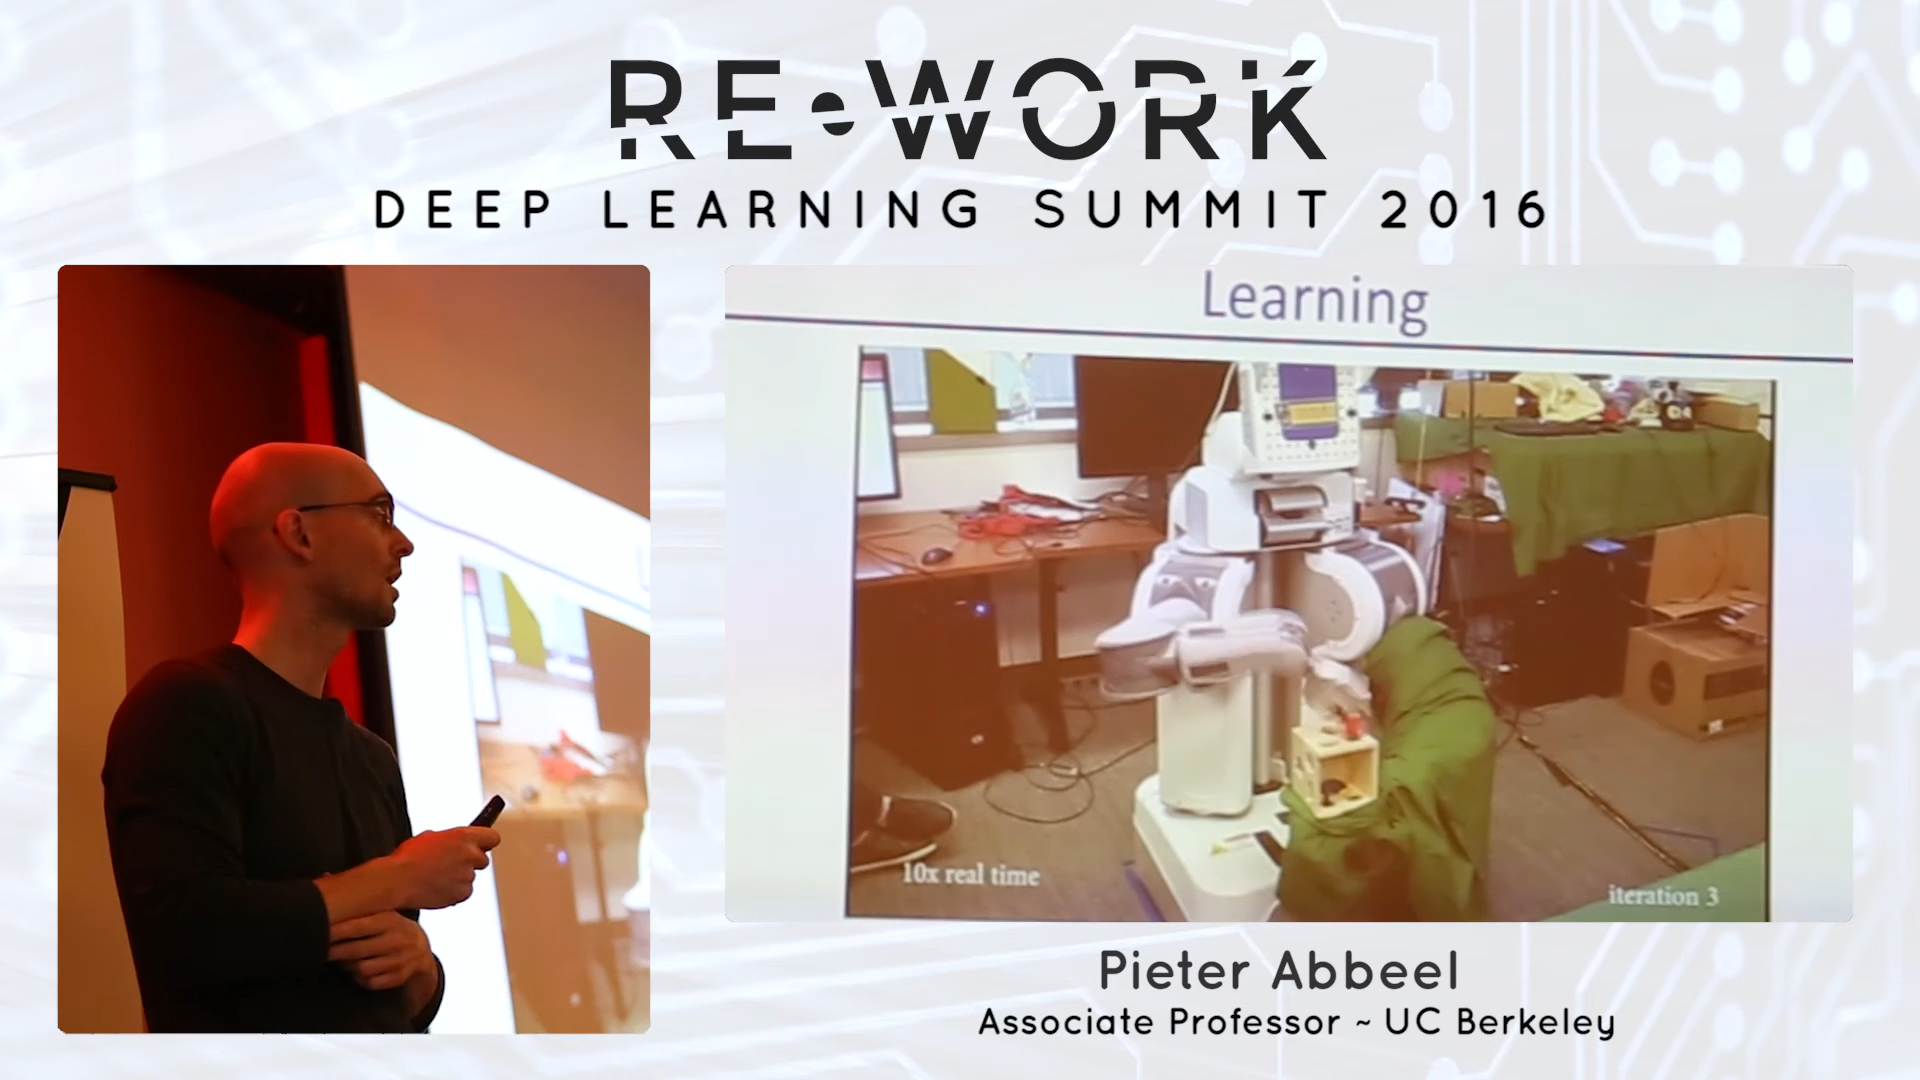 RE•WORK
DEEP LEARNING SUMMIT 2016
Learning
10x real time
iteration 3
Pieter Abbeel
Associate Professor ~ UC Berkeley